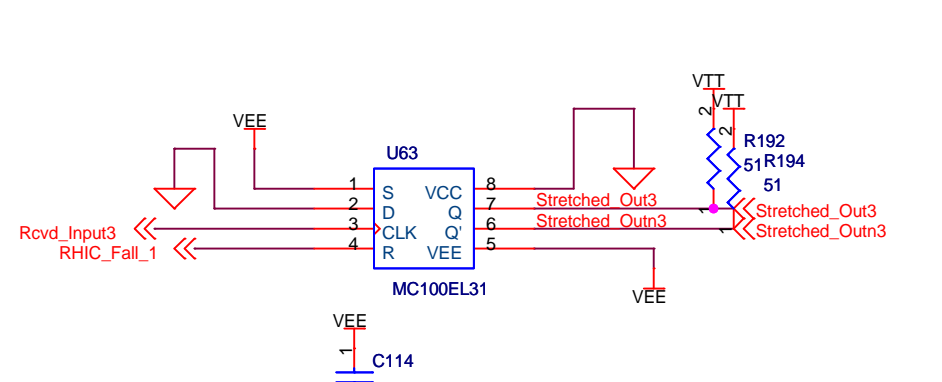 VTT
VTT
2
2
VEE
U63
R192
51
R194
51
1
S
VCC
8
2
D
Q
7
Stretched_Out3
1
Stretched_Out3
Rcvd_Input3
3
CLK
Q'
6
Stretched_Outn3
1
Stretched_Outn3
RHIC_Fall_1
4
R
VEE
5
MC100EL31
VEE
VEE
1
C114